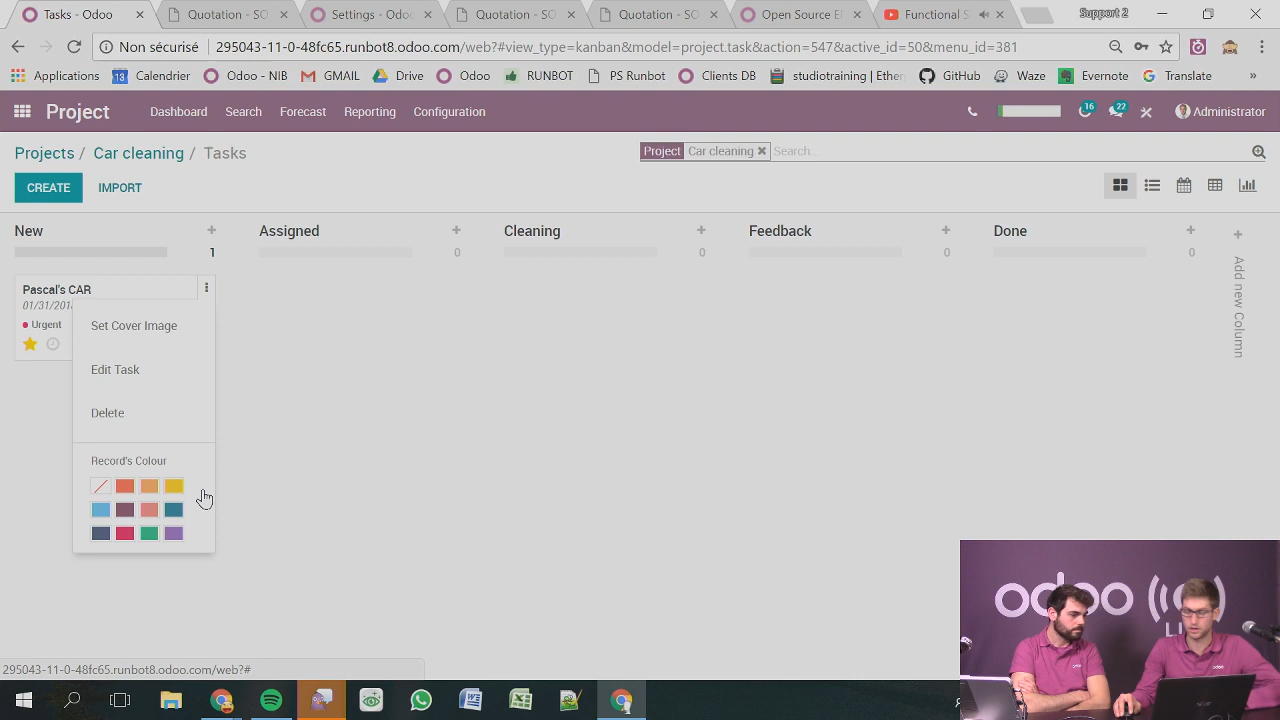 Tasks - Odoo
Quotation - SO
Settings - Odoo
Quotation - SO
Quotation - SO
Open Source E
Functional S
Support 2
Non sécurisé
295043-11-0-48fc65.runbot8.odoo.com/web?#view_type=kanban&model=project.task&action=547&active_id=50&menu_id=381
Applications
Calendrier
Odoo - NIB
GMAIL
Drive
Odoo
RUNBOT
PS Runbot
Clients DB
GitHub
Waze
Evernote
Translate
»
Project
Dashboard
Search
Forecast
Reporting
Configuration
16
22
Administrator
Projects / Car cleaning / Tasks
Project Car cleaning
Search...
CREATE
IMPORT
New
1
Assigned
0
Cleaning
0
Feedback
0
Done
0
Add new Column
Pascal's CAR
Urgent
Set Cover Image
Edit Task
Delete
Record's Colour
odoo
295043-11-0-48fc65.runbot8.odoo.com/web?#